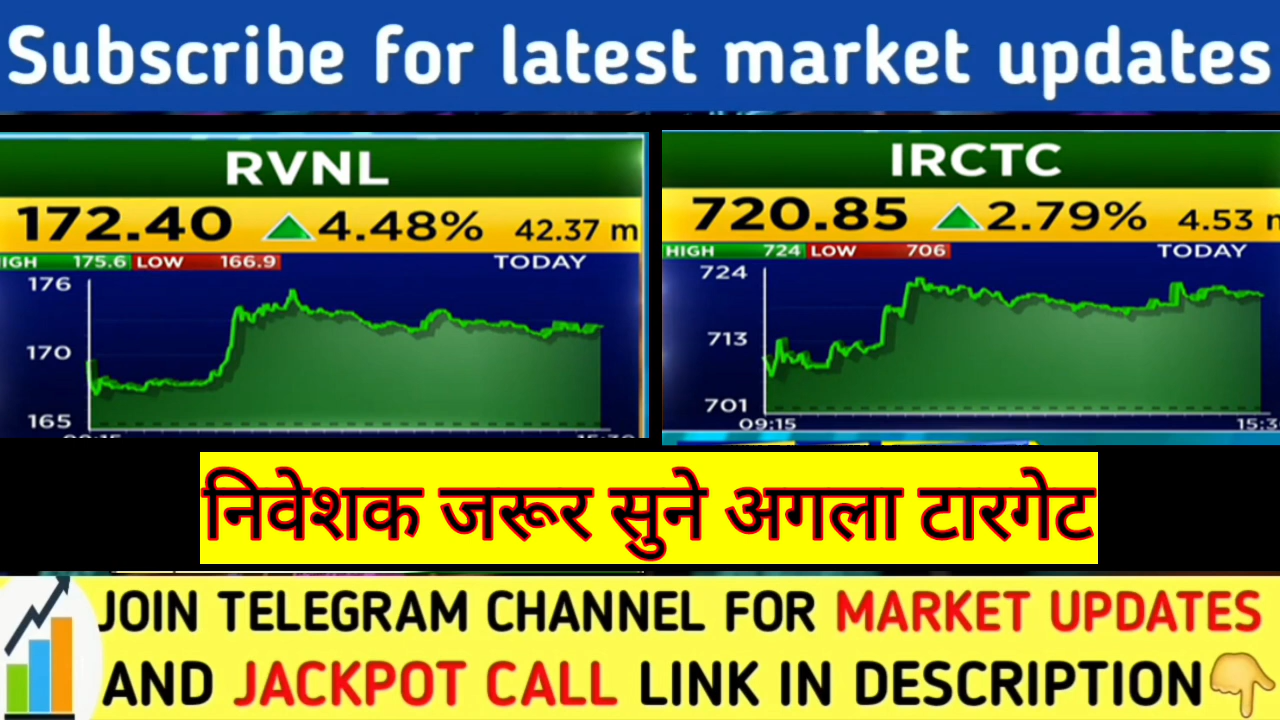 Subscribe for latest market updates
RVNL
172.40 4.48% 42.37 m
HIGH 175.6 LOW 166.9 TODAY
176
170
165
IRCTC
720.85 2.79% 4.53
HIGH 724 LOW 706 TODAY
724
713
701
09:15 15:3
निवेशक जरूर सुने अगला टारगेट
JOIN TELEGRAM CHANNEL FOR MARKET UPDATES
AND JACKPOT CALL LINK IN DESCRIPTION